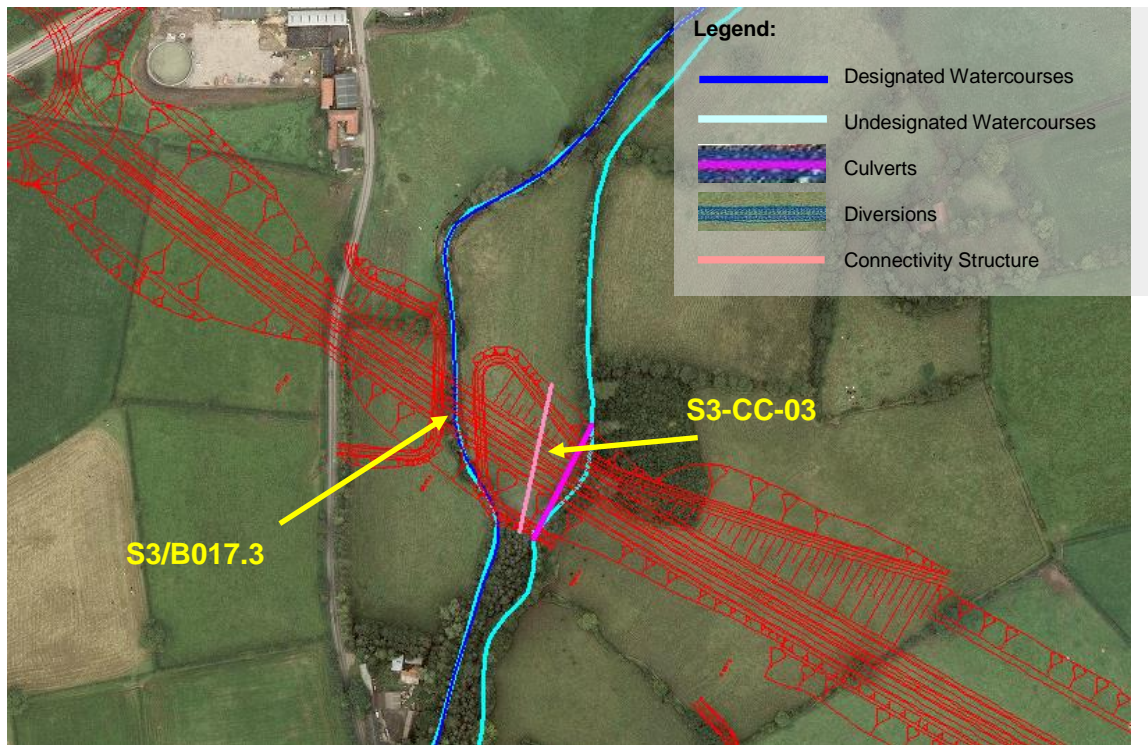 Legend:
Designated Watercourses
Undesignated Watercourses
Culverts
Diversions
Connectivity Structure
S3-CC-03
S3/B017.3